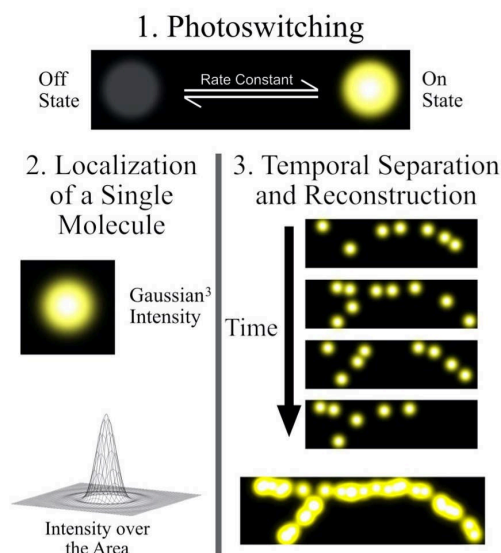 1. Photoswitching
Off
State
Rate Constant
On
State
2. Localization
of a Single
Molecule
Gaussian³
Intensity
Intensity over
the Area
3. Temporal Separation
and Reconstruction
Time